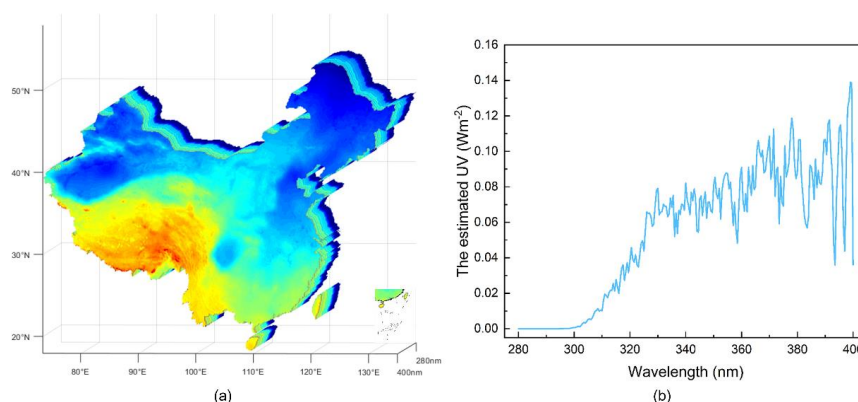 50°N
40°N
30°N
20°N
80°E
90°E
100°E
110°E
120°E
130°E
400nm
280nm
(a)
0.16
0.14
0.12
0.10
0.08
0.06
0.04
0.02
0.00
The estimated UV (Wm-2)
280
300
320
340
360
380
400
Wavelength (nm)
(b)